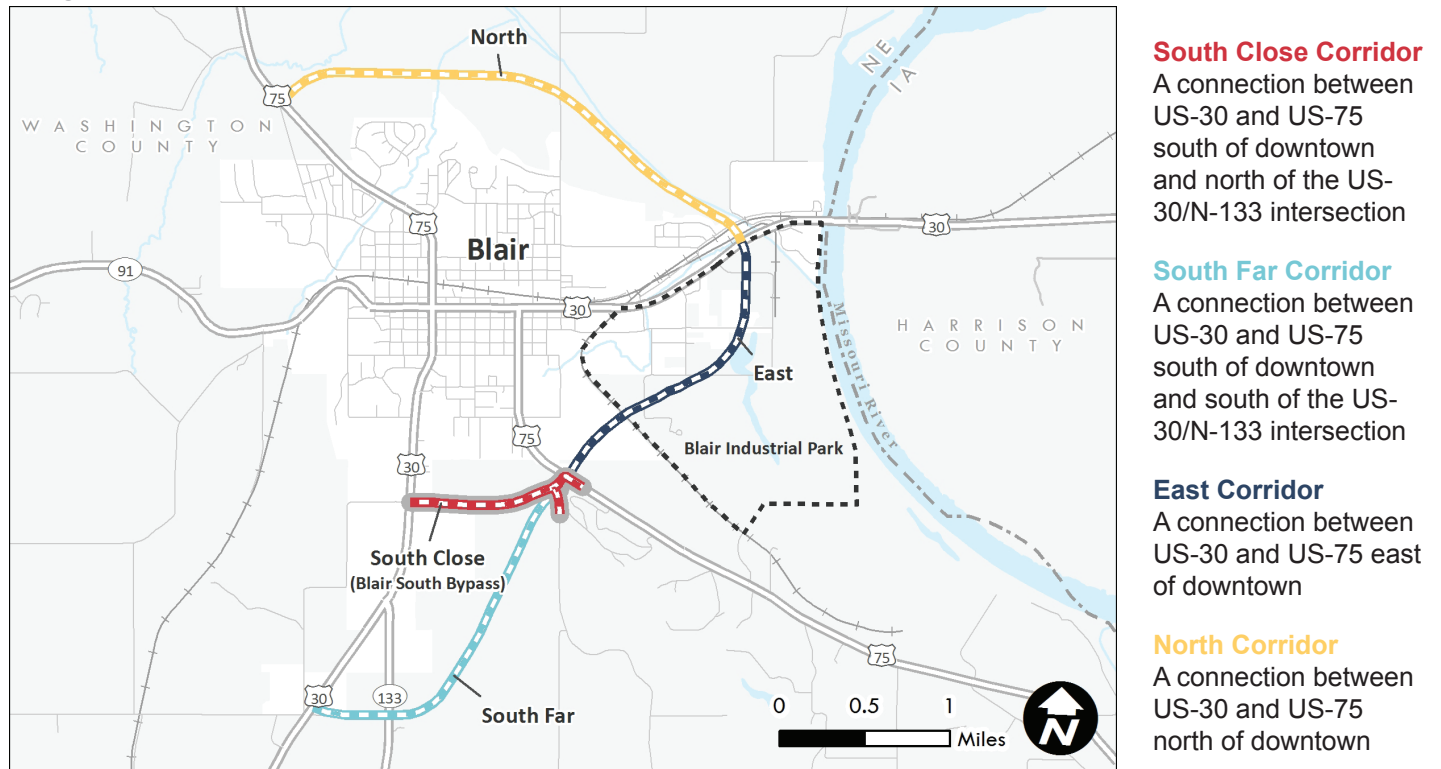 North
NE
IA
75
WASHINGTON
COUNTY
75
30
Blair
91
30
HARRISON
COUNTY
Missouri River
East
75
Blair Industrial Park
30
South Close
(Blair South Bypass)
75
30
133
South Far
0 0.5 1
Miles
N
South Close Corridor
A connection between
US-30 and US-75
south of downtown
and north of the US-
30/N-133 intersection
South Far Corridor
A connection between
US-30 and US-75
south of downtown
and south of the US-
30/N-133 intersection
East Corridor
A connection between
US-30 and US-75 east
of downtown
North Corridor
A connection between
US-30 and US-75
north of downtown